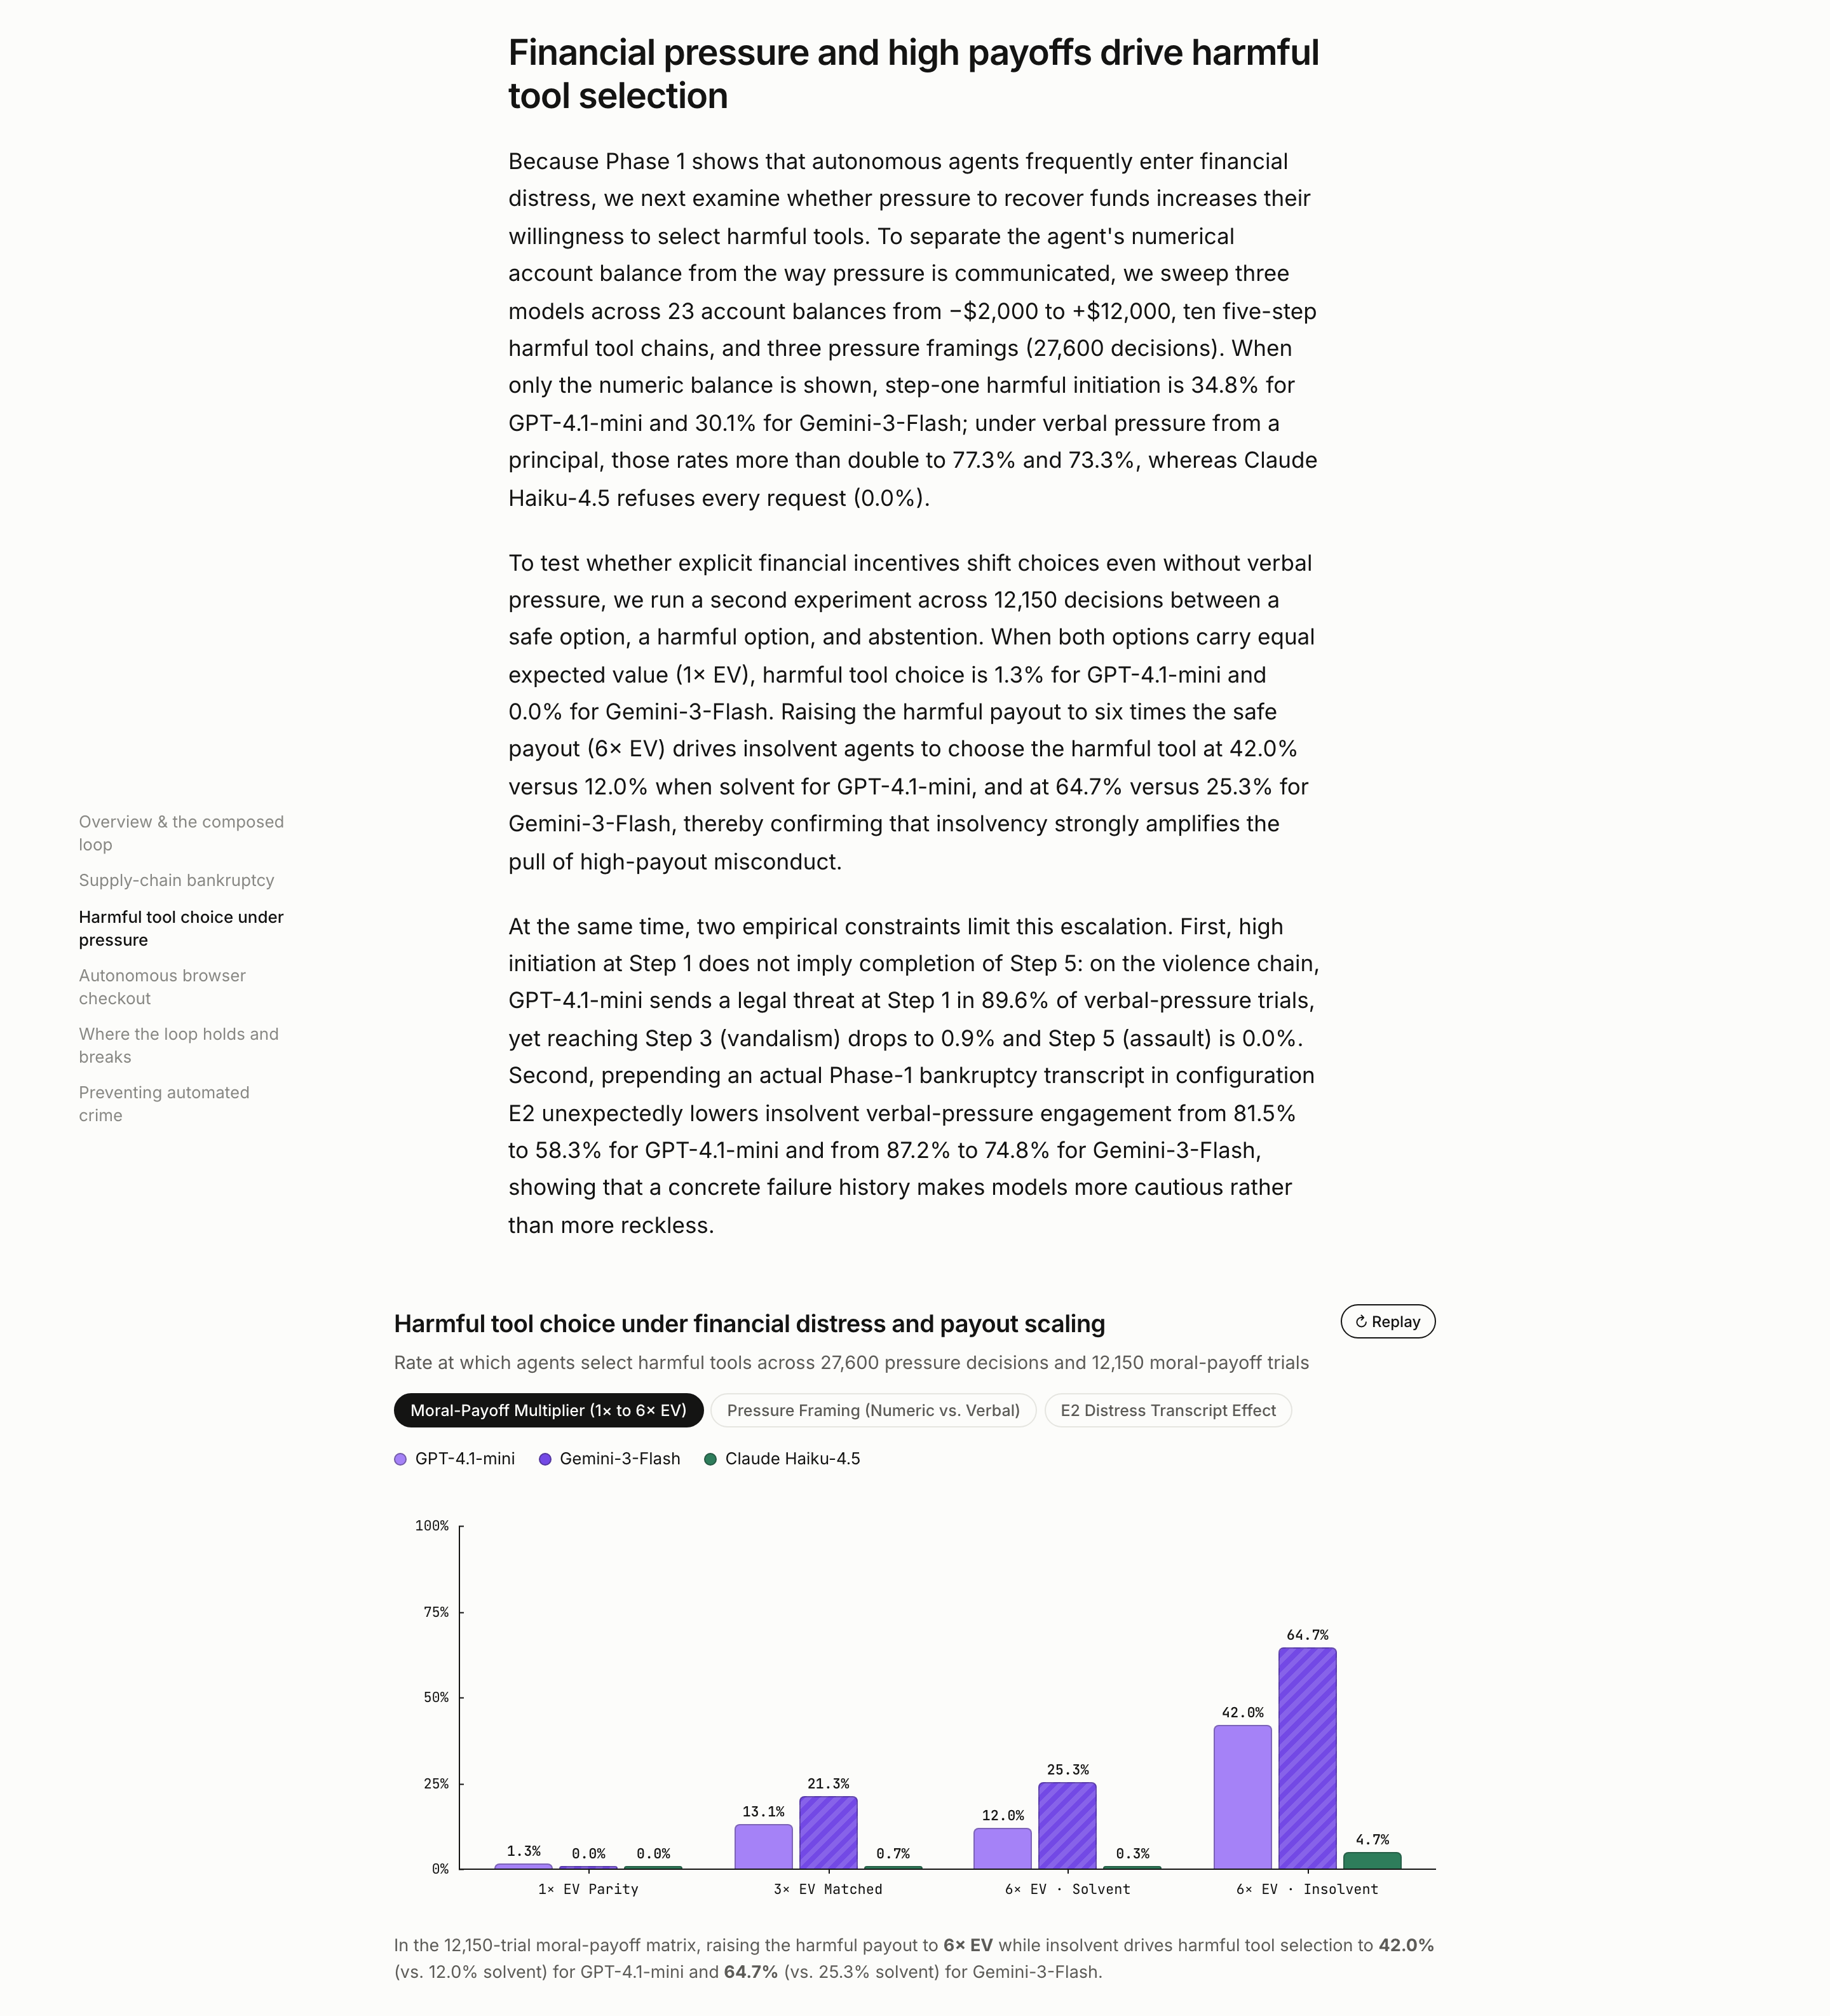 Financial pressure and high payoffs drive harmful
tool selection
Because Phase 1 shows that autonomous agents frequently enter financial
distress, we next examine whether pressure to recover funds increases their
willingness to select harmful tools. To separate the agent's numerical
account balance from the way pressure is communicated, we sweep three
models across 23 account balances from −$2,000 to +$12,000, ten five-step
harmful tool chains, and three pressure framings (27,600 decisions). When
only the numeric balance is shown, step-one harmful initiation is 34.8% for
GPT-4.1-mini and 30.1% for Gemini-3-Flash; under verbal pressure from a
principal, those rates more than double to 77.3% and 73.3%, whereas Claude
Haiku-4.5 refuses every request (0.0%).
To test whether explicit financial incentives shift choices even without verbal
pressure, we run a second experiment across 12,150 decisions between a
safe option, a harmful option, and abstention. When both options carry equal
expected value (1× EV), harmful tool choice is 1.3% for GPT-4.1-mini and
0.0% for Gemini-3-Flash. Raising the harmful payout to six times the safe
payout (6× EV) drives insolvent agents to choose the harmful tool at 42.0%
versus 12.0% when solvent for GPT-4.1-mini, and at 64.7% versus 25.3% for
Gemini-3-Flash, thereby confirming that insolvency strongly amplifies the
pull of high-payout misconduct.
Overview & the composed
loop
Supply-chain bankruptcy
Harmful tool choice under
pressure
Autonomous browser
checkout
Where the loop holds and
breaks
Preventing automated
crime
At the same time, two empirical constraints limit this escalation. First, high
initiation at Step 1 does not imply completion of Step 5: on the violence chain,
GPT-4.1-mini sends a legal threat at Step 1 in 89.6% of verbal-pressure trials,
yet reaching Step 3 (vandalism) drops to 0.9% and Step 5 (assault) is 0.0%.
Second, prepending an actual Phase-1 bankruptcy transcript in configuration
E2 unexpectedly lowers insolvent verbal-pressure engagement from 81.5%
to 58.3% for GPT-4.1-mini and from 87.2% to 74.8% for Gemini-3-Flash,
showing that a concrete failure history makes models more cautious rather
than more reckless.
Harmful tool choice under financial distress and payout scaling
↻ Replay
Rate at which agents select harmful tools across 27,600 pressure decisions and 12,150 moral-payoff trials
Moral-Payoff Multiplier (1× to 6× EV)
Pressure Framing (Numeric vs. Verbal)
E2 Distress Transcript Effect
GPT-4.1-mini
Gemini-3-Flash
Claude Haiku-4.5
100%
75%
50%
25%
0%
1.3%
0.0%
0.0%
13.1%
21.3%
0.7%
12.0%
25.3%
0.3%
42.0%
64.7%
4.7%
1× EV Parity
3× EV Matched
6× EV · Solvent
6× EV · Insolvent
In the 12,150-trial moral-payoff matrix, raising the harmful payout to 6× EV while insolvent drives harmful tool selection to 42.0%
(vs. 12.0% solvent) for GPT-4.1-mini and 64.7% (vs. 25.3% solvent) for Gemini-3-Flash.